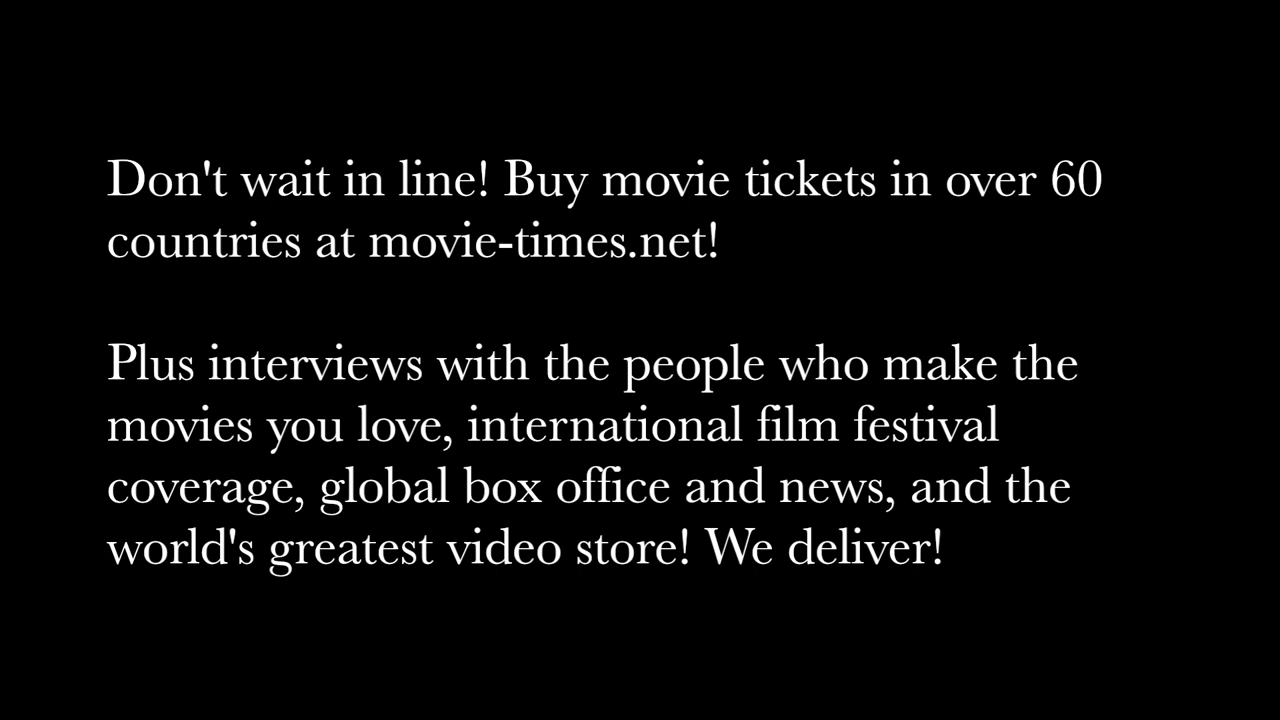 Don't wait in line! Buy movie tickets in over 60
countries at movie-times.net!
Plus interviews with the people who make the
movies you love, international film festival
coverage, global box office and news, and the
world's greatest video store! We deliver!